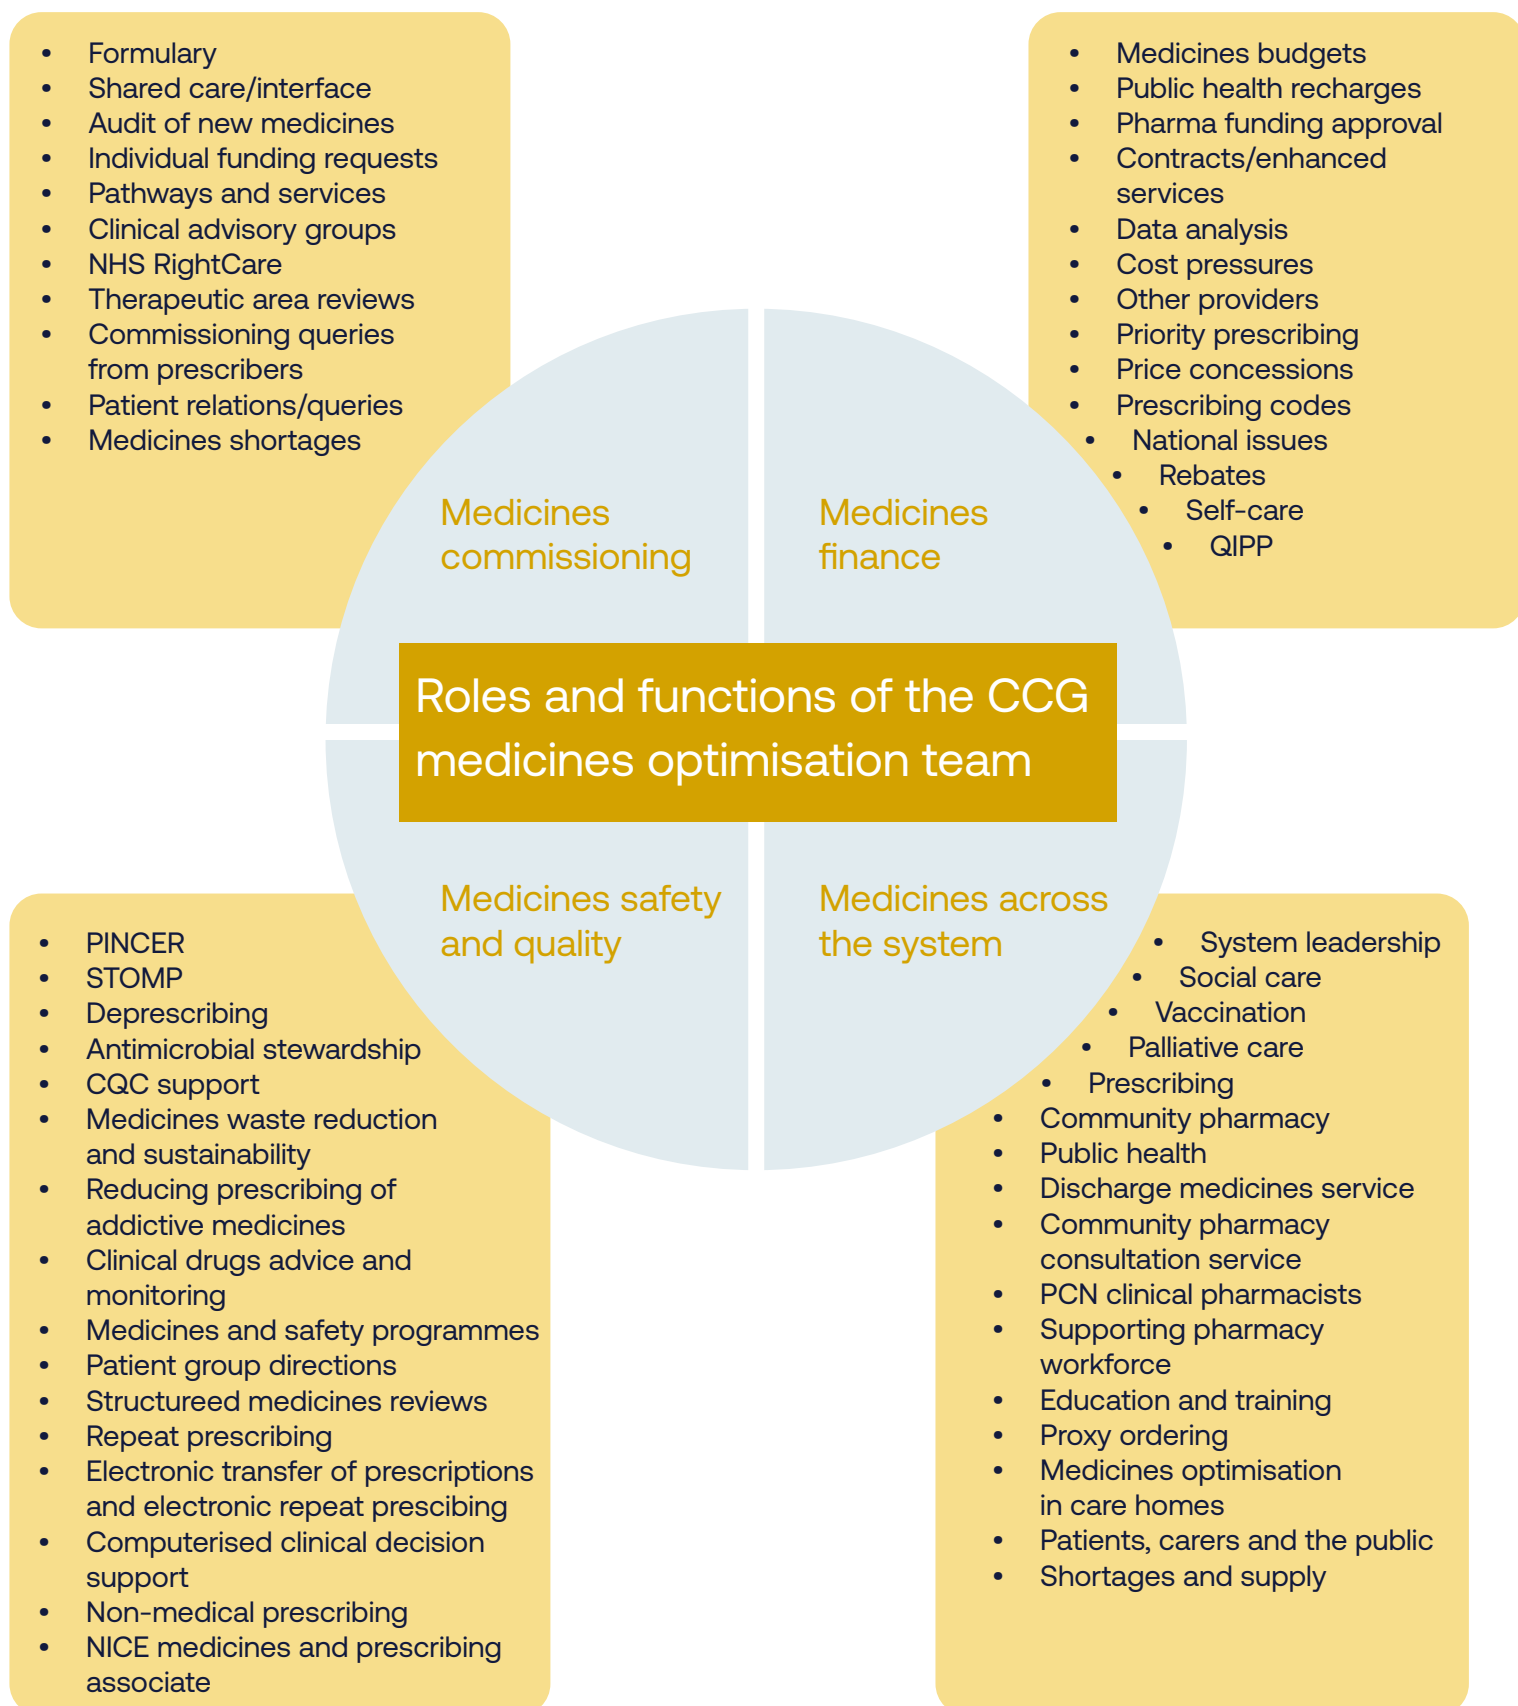 • Formulary
• Shared care/interface
• Audit of new medicines
• Individual funding requests
• Pathways and services
• Clinical advisory groups
• NHS RightCare
• Therapeutic area reviews
• Commissioning queries
from prescribers
• Patient relations/queries
• Medicines shortages
• Medicines budgets
• Public health recharges
• Pharma funding approval
• Contracts/enhanced
services
• Data analysis
• Cost pressures
• Other providers
• Priority prescribing
• Price concessions
• Prescribing codes
• National issues
• Rebates
• Self-care
• QIPP
Medicines
commissioning
Medicines
finance
Roles and functions of the CCG
medicines optimisation team
Medicines safety
and quality
Medicines across
the system
• PINCER
• STOMP
• Deprescribing
• Antimicrobial stewardship
• CQC support
• Medicines waste reduction
and sustainability
• Reducing prescribing of
addictive medicines
• Clinical drugs advice and
monitoring
• Medicines and safety programmes
• Patient group directions
• Structureed medicines reviews
• Repeat prescribing
• Electronic transfer of prescriptions
and electronic repeat prescibing
• Computerised clinical decision
support
• Non-medical prescribing
• NICE medicines and prescribing
associate
• System leadership
• Social care
• Vaccination
• Palliative care
• Prescribing
• Community pharmacy
• Public health
• Discharge medicines service
• Community pharmacy
consultation service
• PCN clinical pharmacists
• Supporting pharmacy
workforce
• Education and training
• Proxy ordering
• Medicines optimisation
in care homes
• Patients, carers and the public
• Shortages and supply